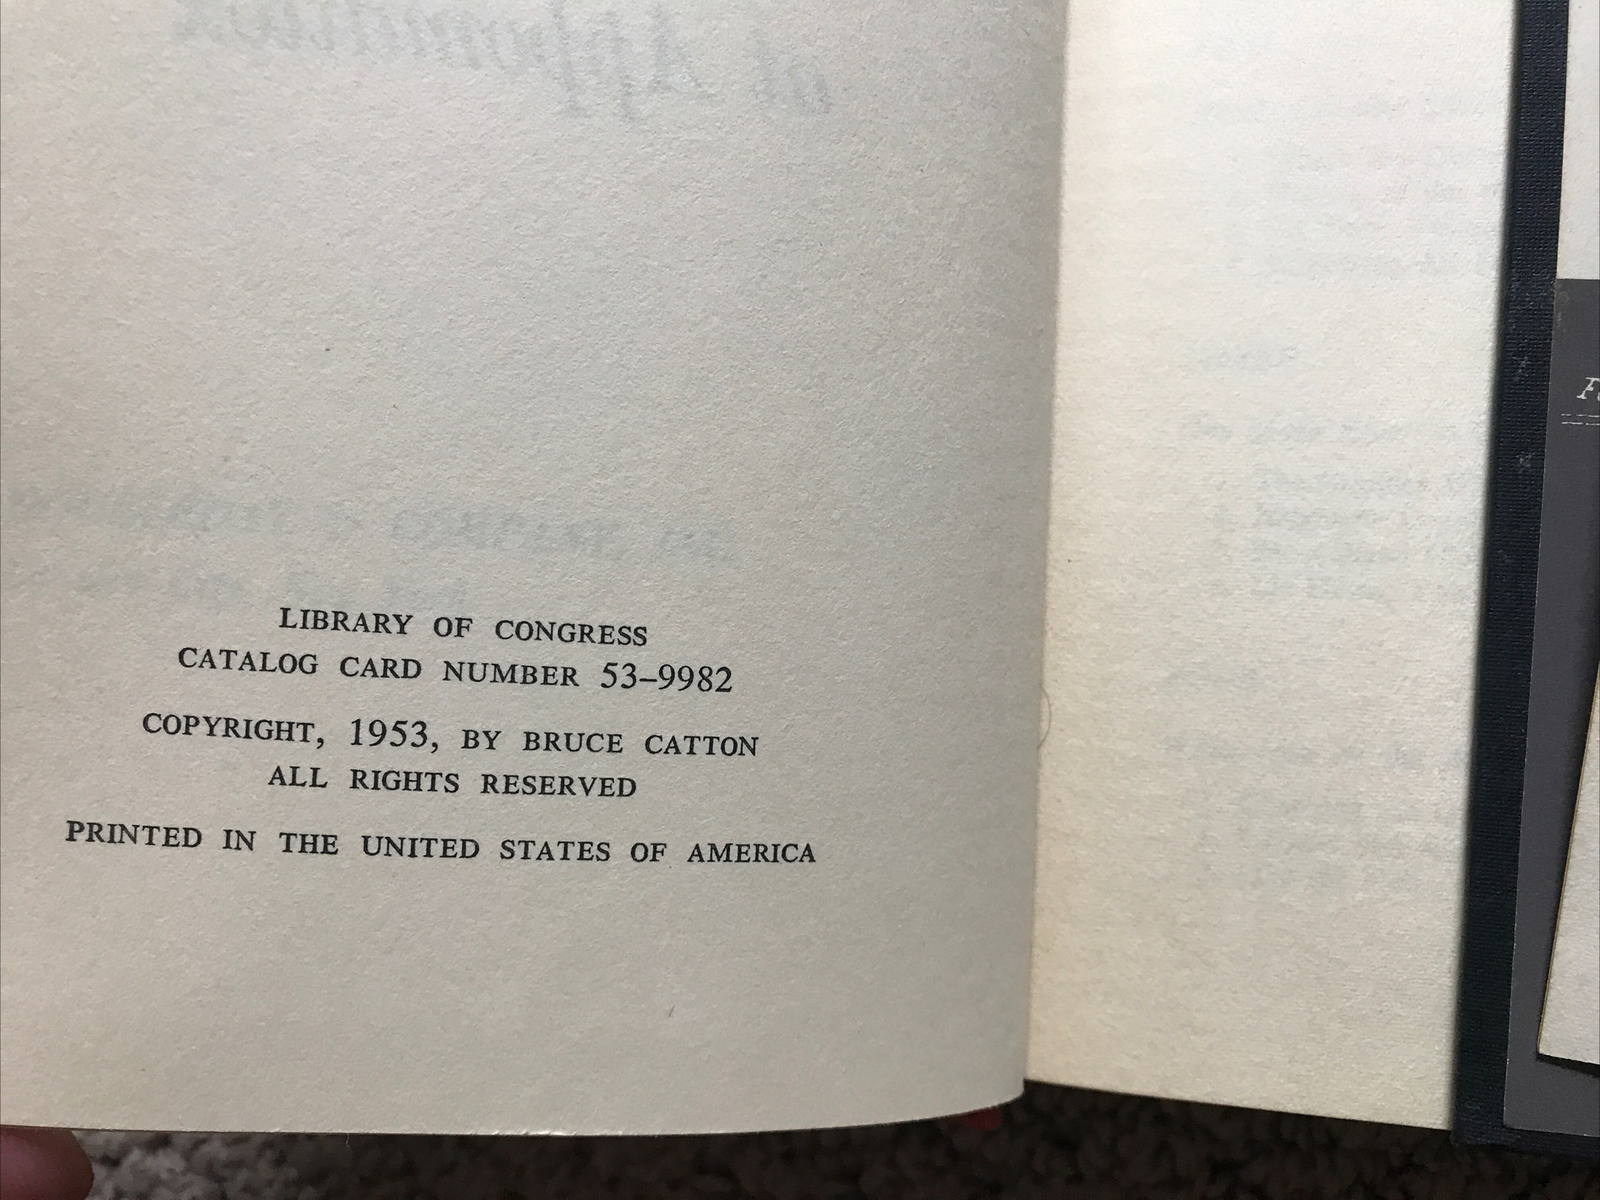 LIBRARY OF CONGRESS
CATALOG CARD NUMBER 53–9982
COPYRIGHT, 1953, BY BRUCE CATTON
ALL RIGHTS RESERVED
PRINTED IN THE UNITED STATES OF AMERICA